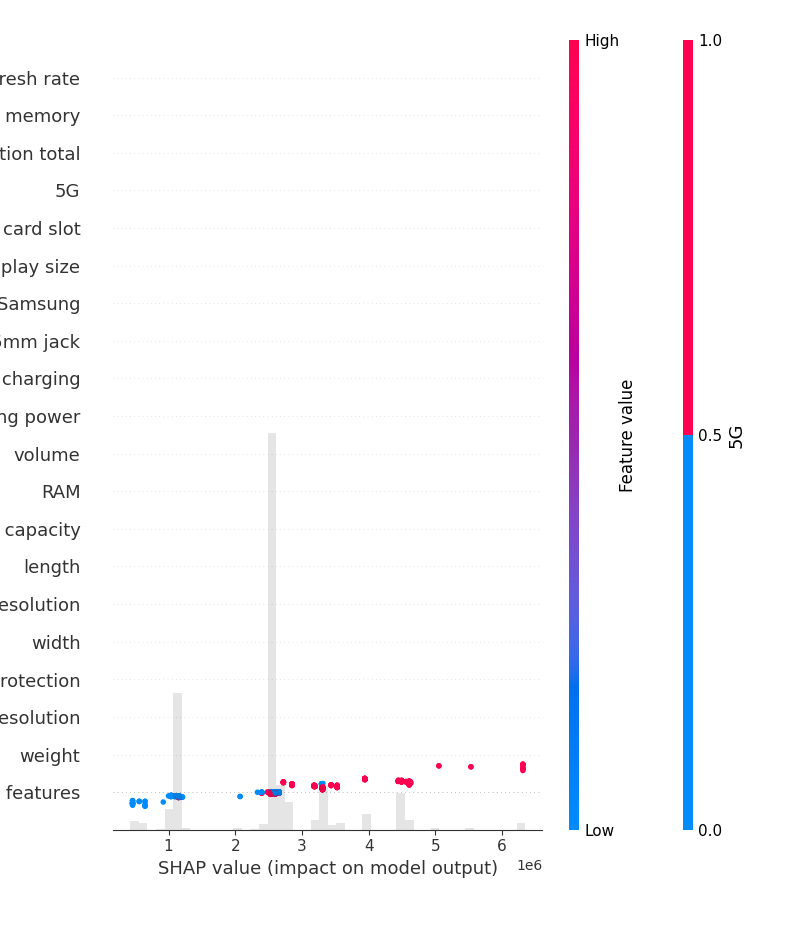 High
1.0
resh rate
memory
tion total
5G
card slot
play size
Samsung
5mm jack
charging
ng power
volume
RAM
capacity
length
esolution
width
rotection
esolution
weight
features
Feature value
0.5
5G
Low
0.0
1 2 3 4 5 6
1e6
SHAP value (impact on model output)